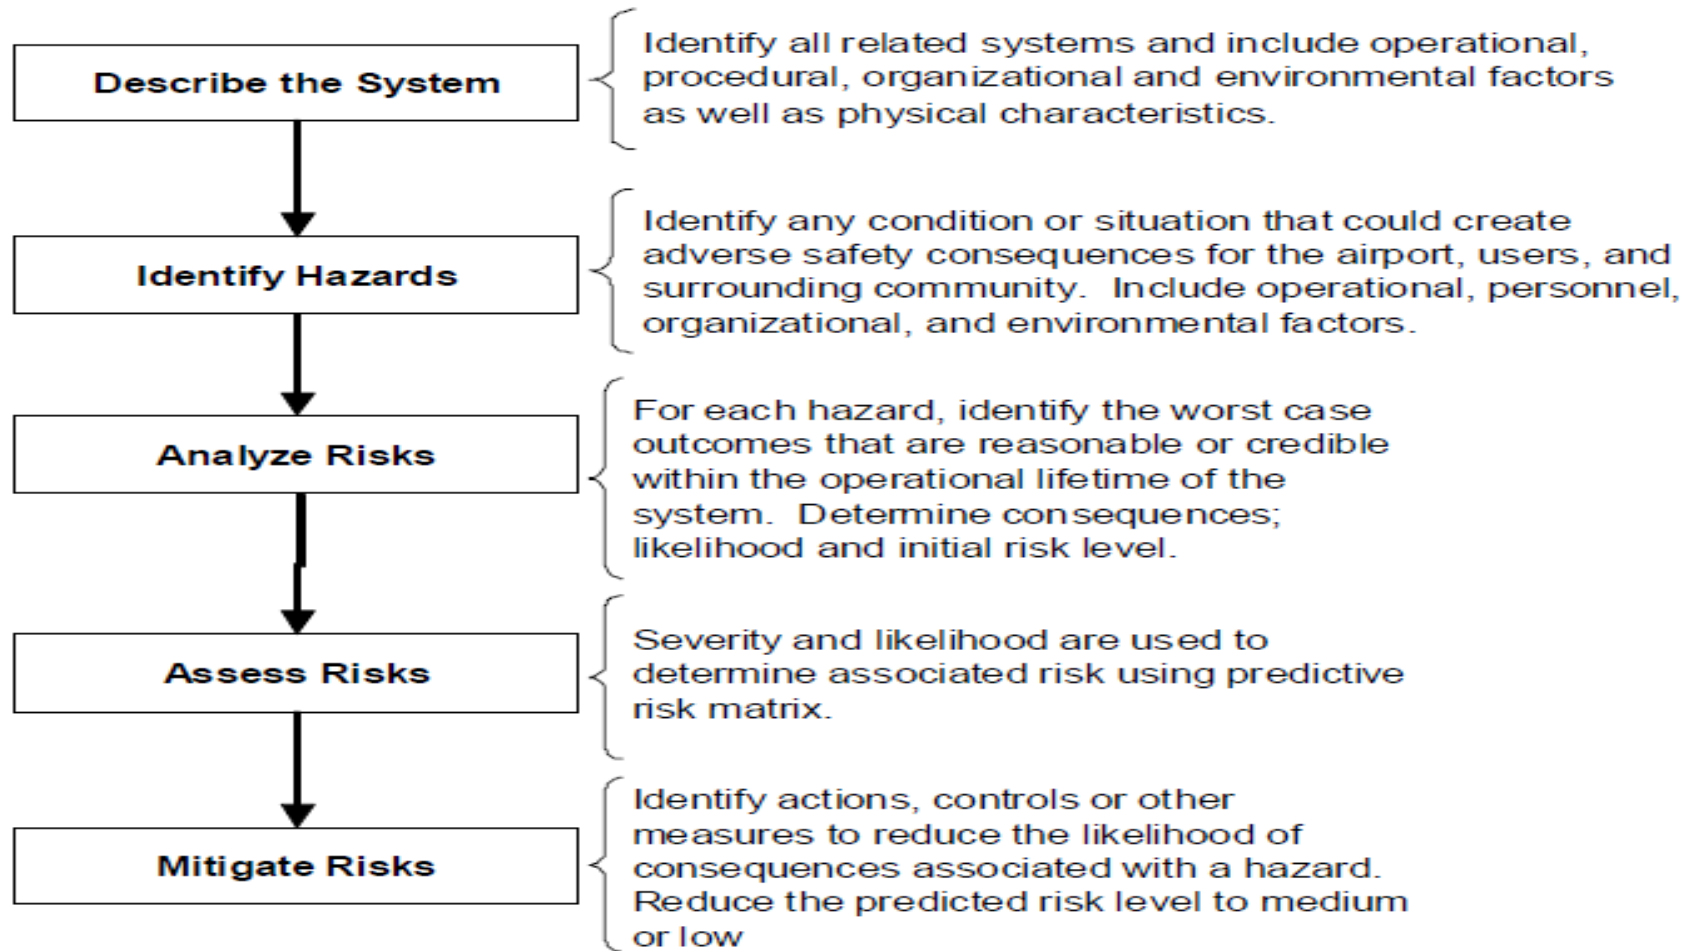 Describe the System
Identify all related systems and include operational,
procedural, organizational and environmental factors
as well as physical characteristics.
Identify Hazards
Identify any condition or situation that could create
adverse safety consequences for the airport, users, and
surrounding community.  Include operational, personnel,
organizational, and environmental factors.
Analyze Risks
For each hazard, identify the worst case
outcomes that are reasonable or credible
within the operational lifetime of the
system.  Determine consequences;
likelihood and initial risk level.
Assess Risks
Severity and likelihood are used to
determine associated risk using predictive
risk matrix.
Mitigate Risks
Identify actions, controls or other
measures to reduce the likelihood of
consequences associated with a hazard.
Reduce the predicted risk level to medium
or low